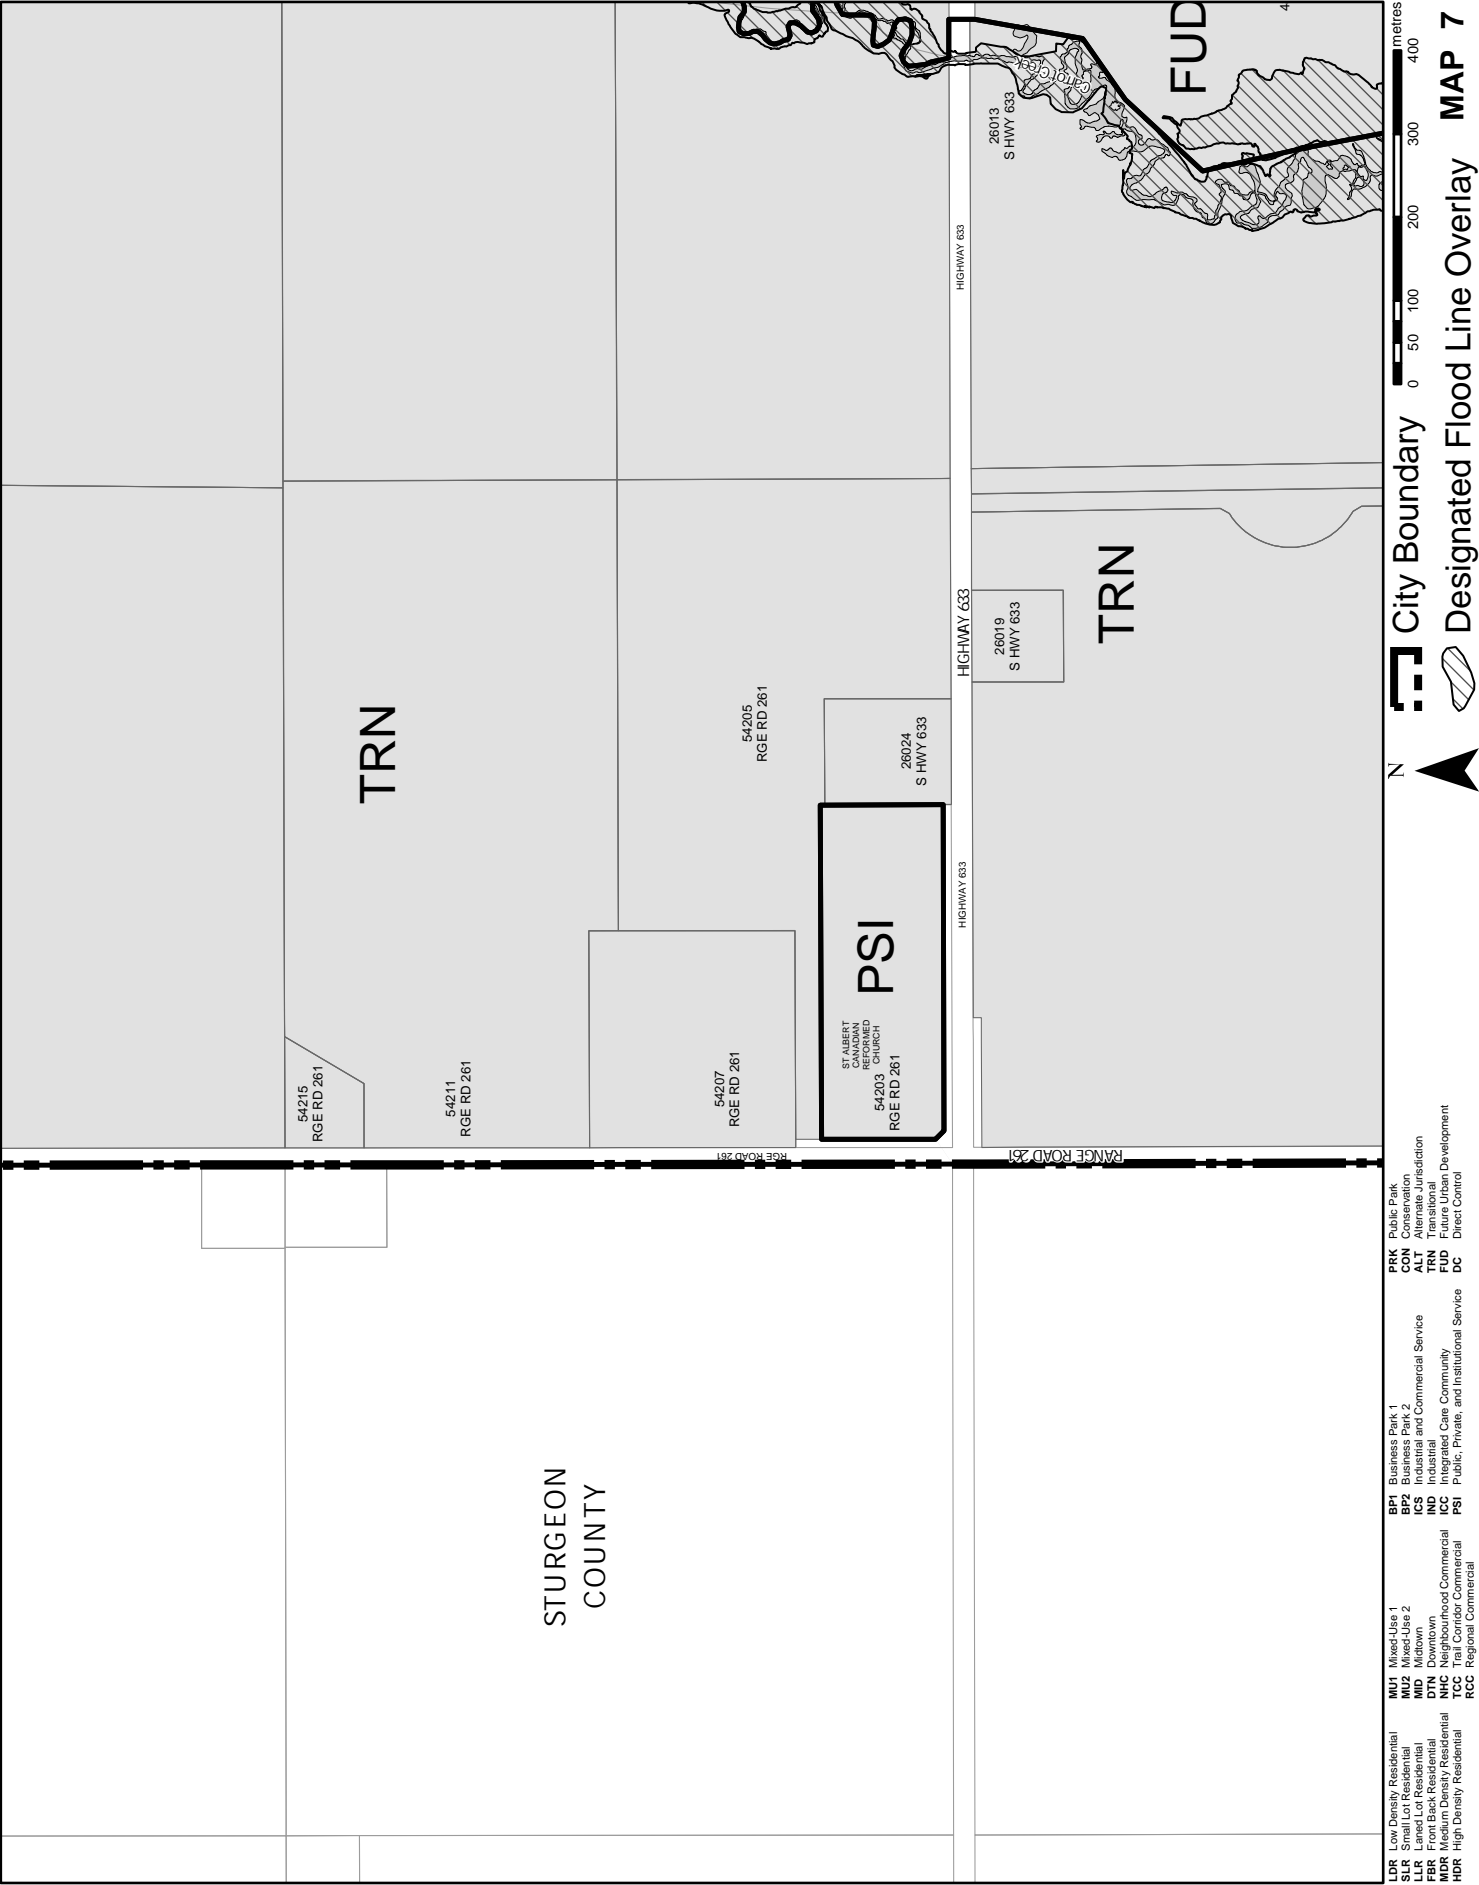 STURGEON
COUNTY
TRN
54215
RGE RD 261
54211
RGE RD 261
54207
RGE RD 261
54205
RGE RD 261
ST ALBERT
CANADIAN
REFORMED
CHURCH
54203
RGE RD 261
PSI
26024
S HWY 633
RGE ROAD 261
RANGE ROAD 261
HIGHWAY 633
HIGHWAY 633
HIGHWAY 633
26019
S HWY 633
TRN
26013
S HWY 633
Carrot Creek
FUD
4
LDR Low Density Residential
SLR Small Lot Residential
LLR Laned Lot Residential
FBR Front Back Residential
MDR Medium Density Residential
HDR High Density Residential
MU1 Mixed-Use 1
MU2 Mixed-Use 2
MID Midtown
DTN Downtown
NHC Neighbourhood Commercial
TCC Trail Corridor Commercial
RCC Regional Commercial
BP1 Business Park 1
BP2 Business Park 2
ICS Industrial and Commercial Service
IND Industrial
ICC Integrated Care Community
PSI Public, Private, and Institutional Service
PRK Public Park
CON Conservation
ALT Alternate Jurisdiction
TRN Transitional
FUD Future Urban Development
DC Direct Control
N
City Boundary
Designated Flood Line Overlay
0 50 100 200 300 400
metres
MAP 7